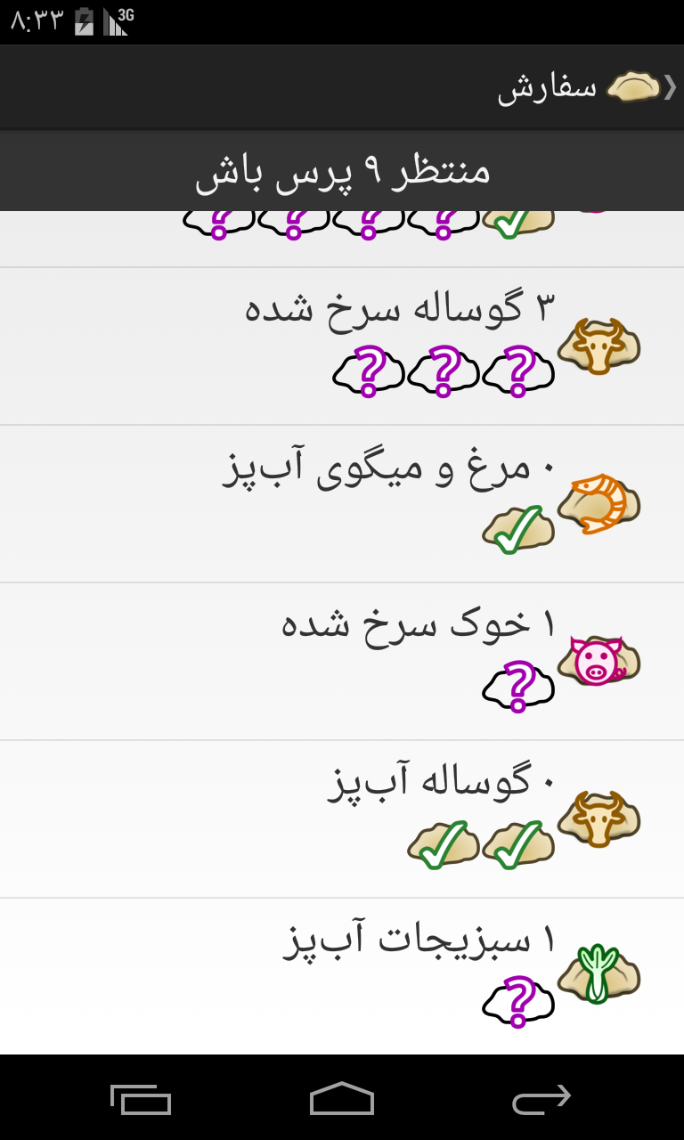 ۸:۳۳ 3G
سفارش
منتظر ۹ پرس باش
۳ گوساله سرخ شده
۰ مرغ و میگوی آب‌پز
۱ خوک سرخ شده
۰ گوساله آب‌پز
۱ سبزیجات آب‌پز